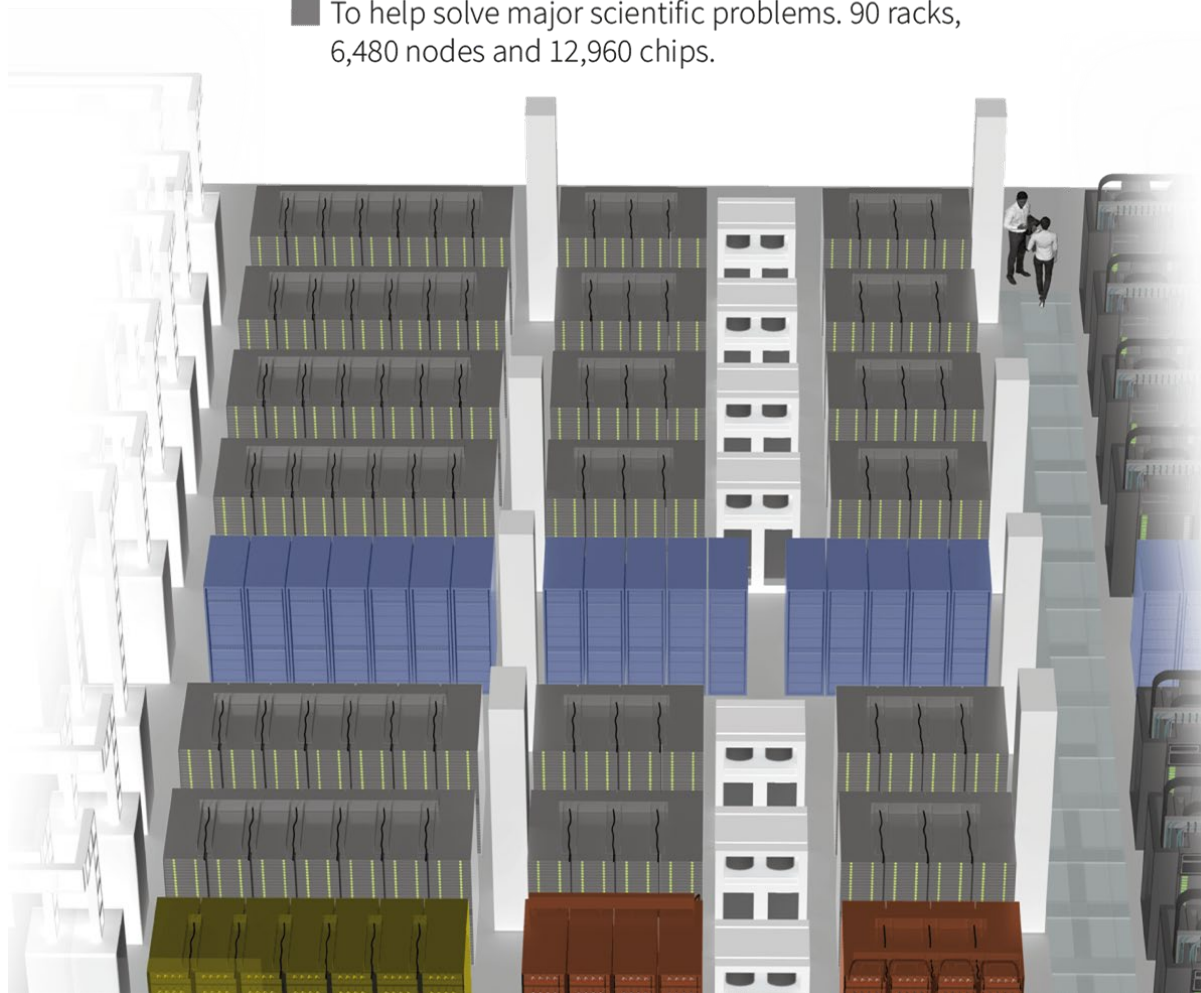 To help solve major scientific problems. 90 racks,
6,480 nodes and 12,960 chips.